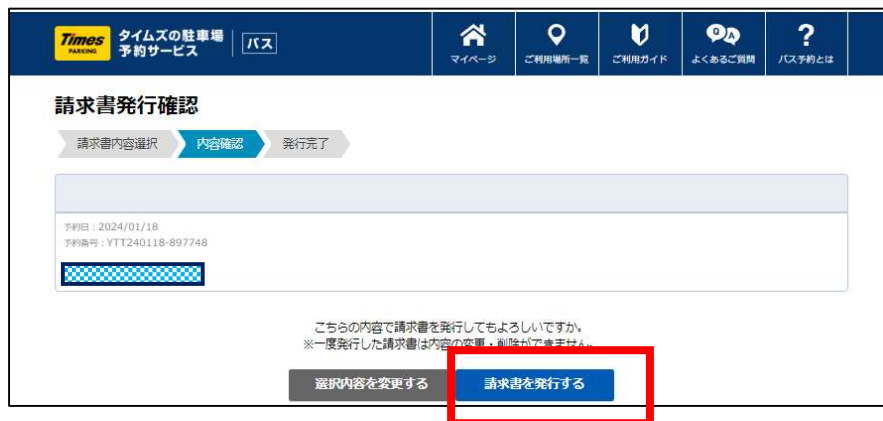 Times PARKING タイムズの駐車場 予約サービス バス
マイページ
ご利用場所一覧
ご利用ガイド
よくあるご質問
バス予約とは
請求書発行確認
請求書内容選択 内容確認 発行完了
予約日：2024/01/18
予約番号：YTT240118-897748
こちらの内容で請求書を発行してもよろしいですか。
※一度発行した請求書は内容の変更・削除ができません。
選択内容を変更する 請求書を発行する